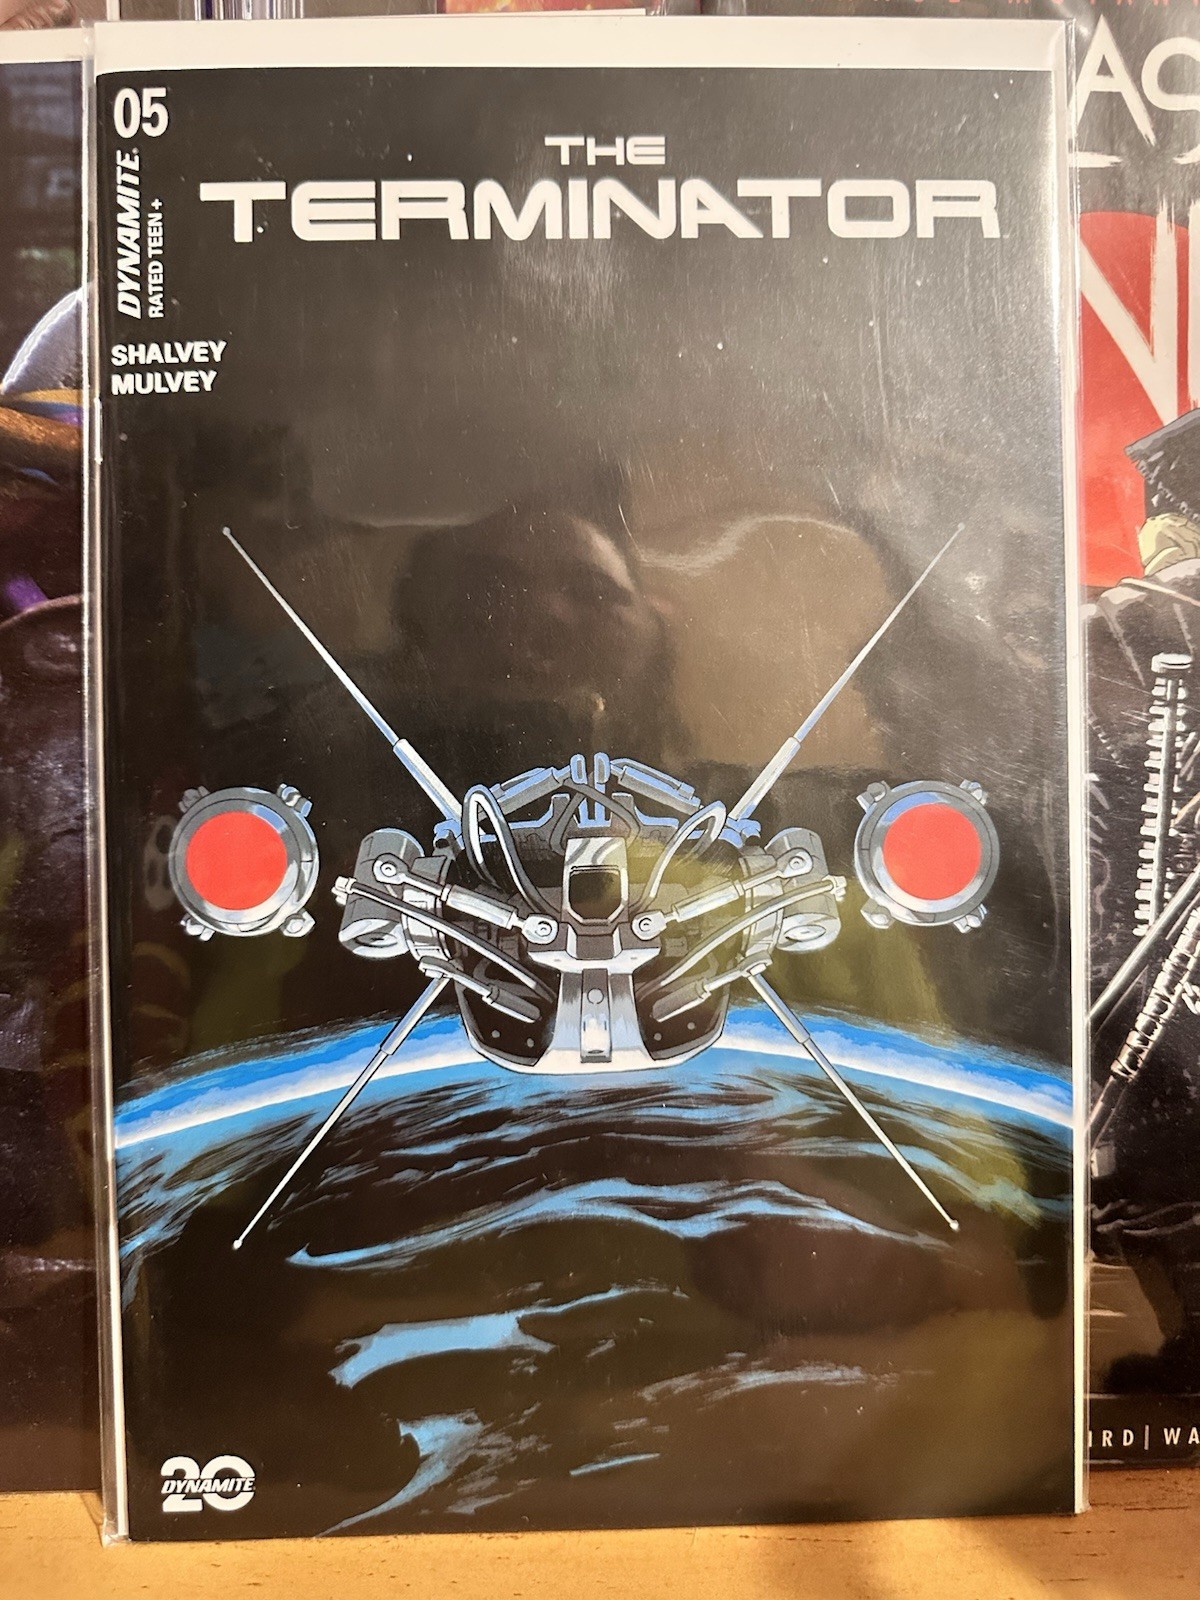 05
DYNAMITE
RATED TEEN +
THE
TERMINATOR
SHALVEY
MULVEY
20
DYNAMITE
IRD | WA